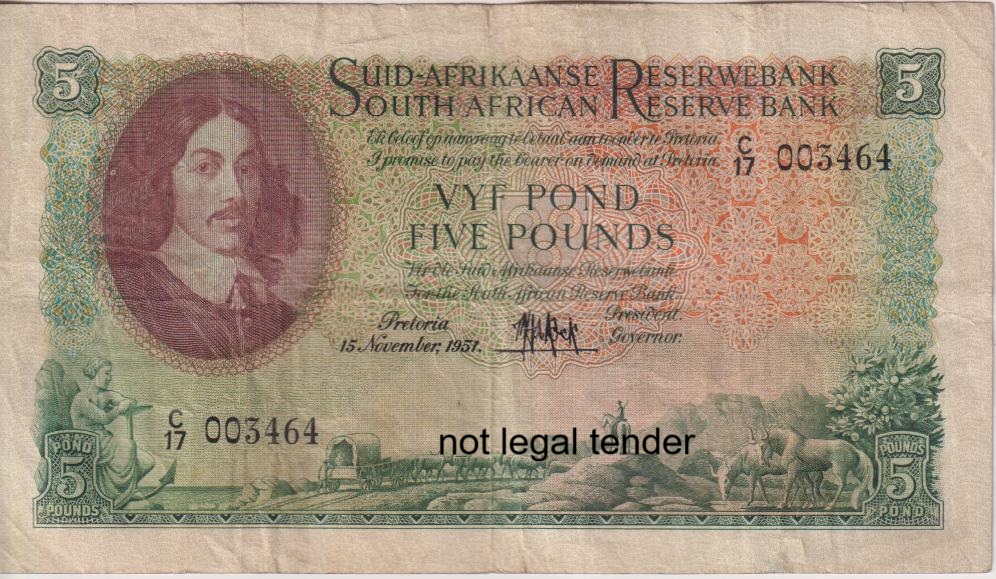 5
SUID-AFRIKAANSE RESERWEBANK
SOUTH AFRICAN RESERVE BANK
5
Ek beloof op aanvraag te betaal aan toonder te Pretoria.
I promise to pay the bearer on demand at Pretoria.
C/17 003464
VYF POND
FIVE POUNDS
Vir die Suid-Afrikaanse Reserwebank.
For the South African Reserve Bank.
Pretoria
15 November, 1951.
President.
Governor.
C/17 003464
not legal tender
POND
5
POUNDS
POUNDS
5
POND